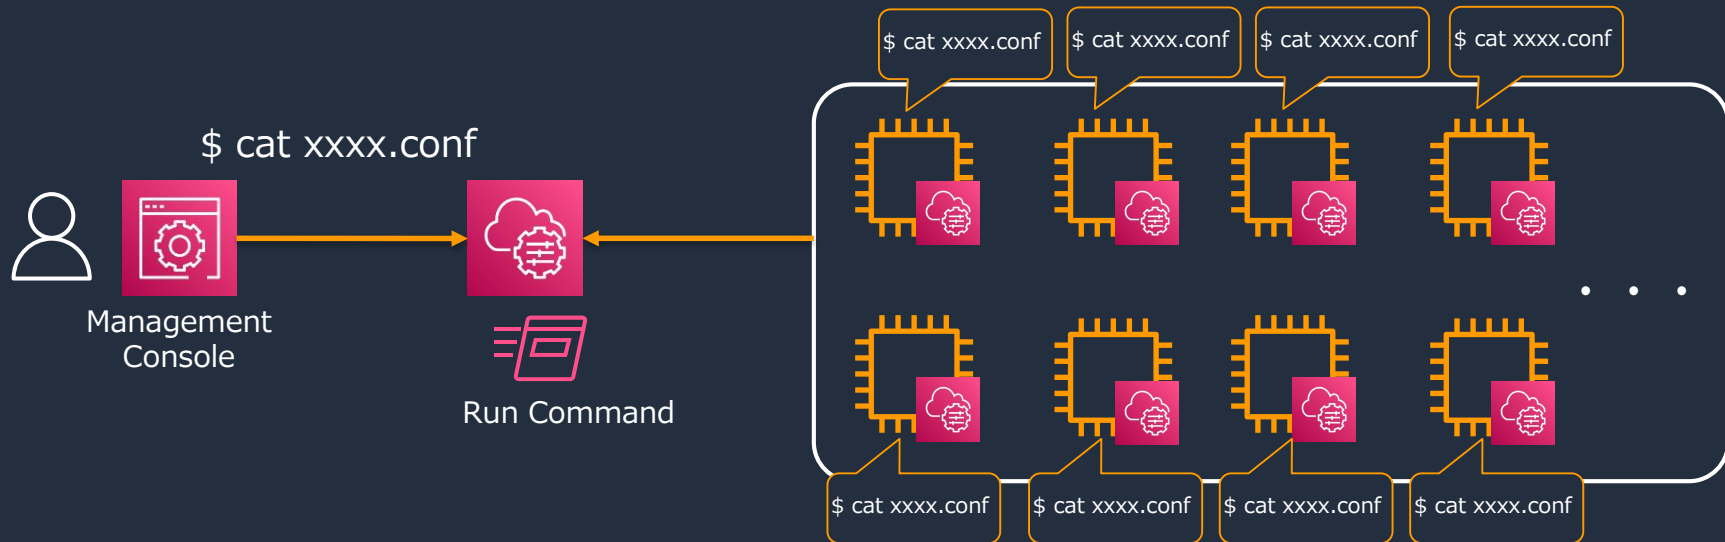 $ cat xxxx.conf
$ cat xxxx.conf
$ cat xxxx.conf
$ cat xxxx.conf
$ cat xxxx.conf
Management
Console
Run Command
. . .
$ cat xxxx.conf
$ cat xxxx.conf
$ cat xxxx.conf
$ cat xxxx.conf